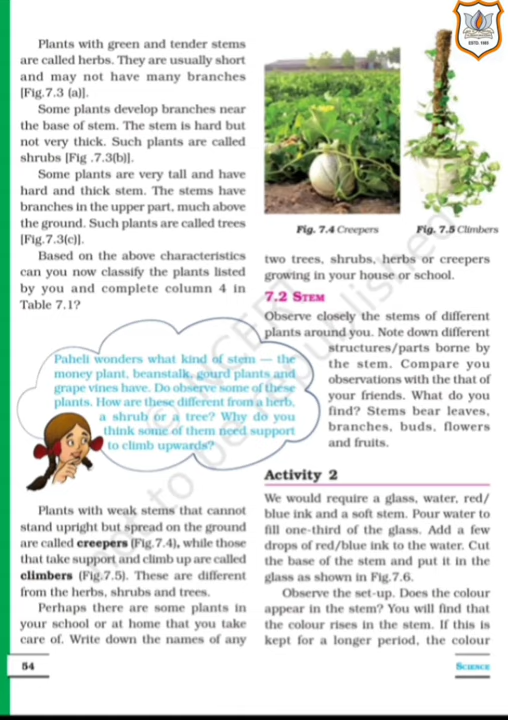 Plants with green and tender stems
are called herbs. They are usually short
and may not have many branches
[Fig.7.3 (a)].
Some plants develop branches near
the base of stem. The stem is hard but
not very thick. Such plants are called
shrubs [Fig .7.3(b)].
Some plants are very tall and have
hard and thick stem. The stems have
branches in the upper part, much above
the ground. Such plants are called trees
[Fig.7.3(c)].
Based on the above characteristics
can you now classify the plants listed
by you and complete column 4 in
Table 7.1?
Paheli wonders what kind of stem — the
money plant, beanstalk, gourd plants and
grape vines have. Do observe some of these
plants. How are these different from a herb,
a shrub or a tree? Why do you
think some of them need support
to climb upwards?
Plants with weak stems that cannot
stand upright but spread on the ground
are called creepers (Fig.7.4), while those
that take support and climb up are called
climbers (Fig.7.5). These are different
from the herbs, shrubs and trees.
Perhaps there are some plants in
your school or at home that you take
care of. Write down the names of any
Fig. 7.4 Creepers
Fig. 7.5 Climbers
two trees, shrubs, herbs or creepers
growing in your house or school.
7.2 STEM
Observe closely the stems of different
plants around you. Note down different
structures/parts borne by
the stem. Compare you
observations with the that of
your friends. What do you
find? Stems bear leaves,
branches, buds, flowers
and fruits.
Activity 2
We would require a glass, water, red/
blue ink and a soft stem. Pour water to
fill one-third of the glass. Add a few
drops of red/blue ink to the water. Cut
the base of the stem and put it in the
glass as shown in Fig.7.6.
Observe the set-up. Does the colour
appear in the stem? You will find that
the colour rises in the stem. If this is
kept for a longer period, the colour
54
SCIENCE
© NCERT
not to be republished